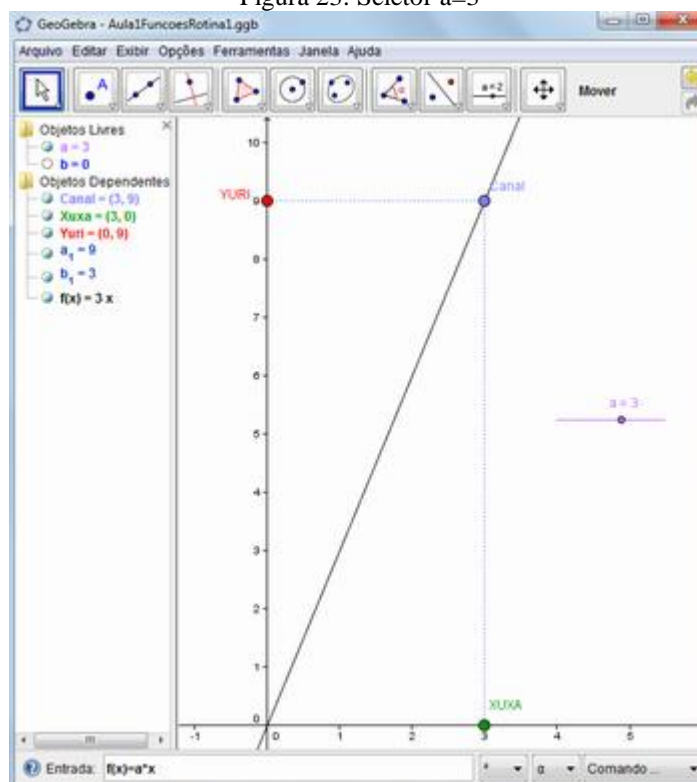 Figura 25: Seletor a=3
GeoGebra - Aula1FuncoesRotina1.ggb
Arquivo Editar Exibir Opções Ferramentas Janela Ajuda
A
a=2
Mover
Objetos Livres
a = 3
b = 0
Objetos Dependentes
Canal = (3, 9)
Xuxa = (3, 0)
Yuri = (0, 9)
a₁ = 9
b₁ = 3
f(x) = 3 x
10
YURI
9
Canal
8
7
6
a = 3
5
4
3
2
1
XUXA
0
-1 0 1 2 3 4 5
Entrada: f(x)=a*x
α
Comando ...